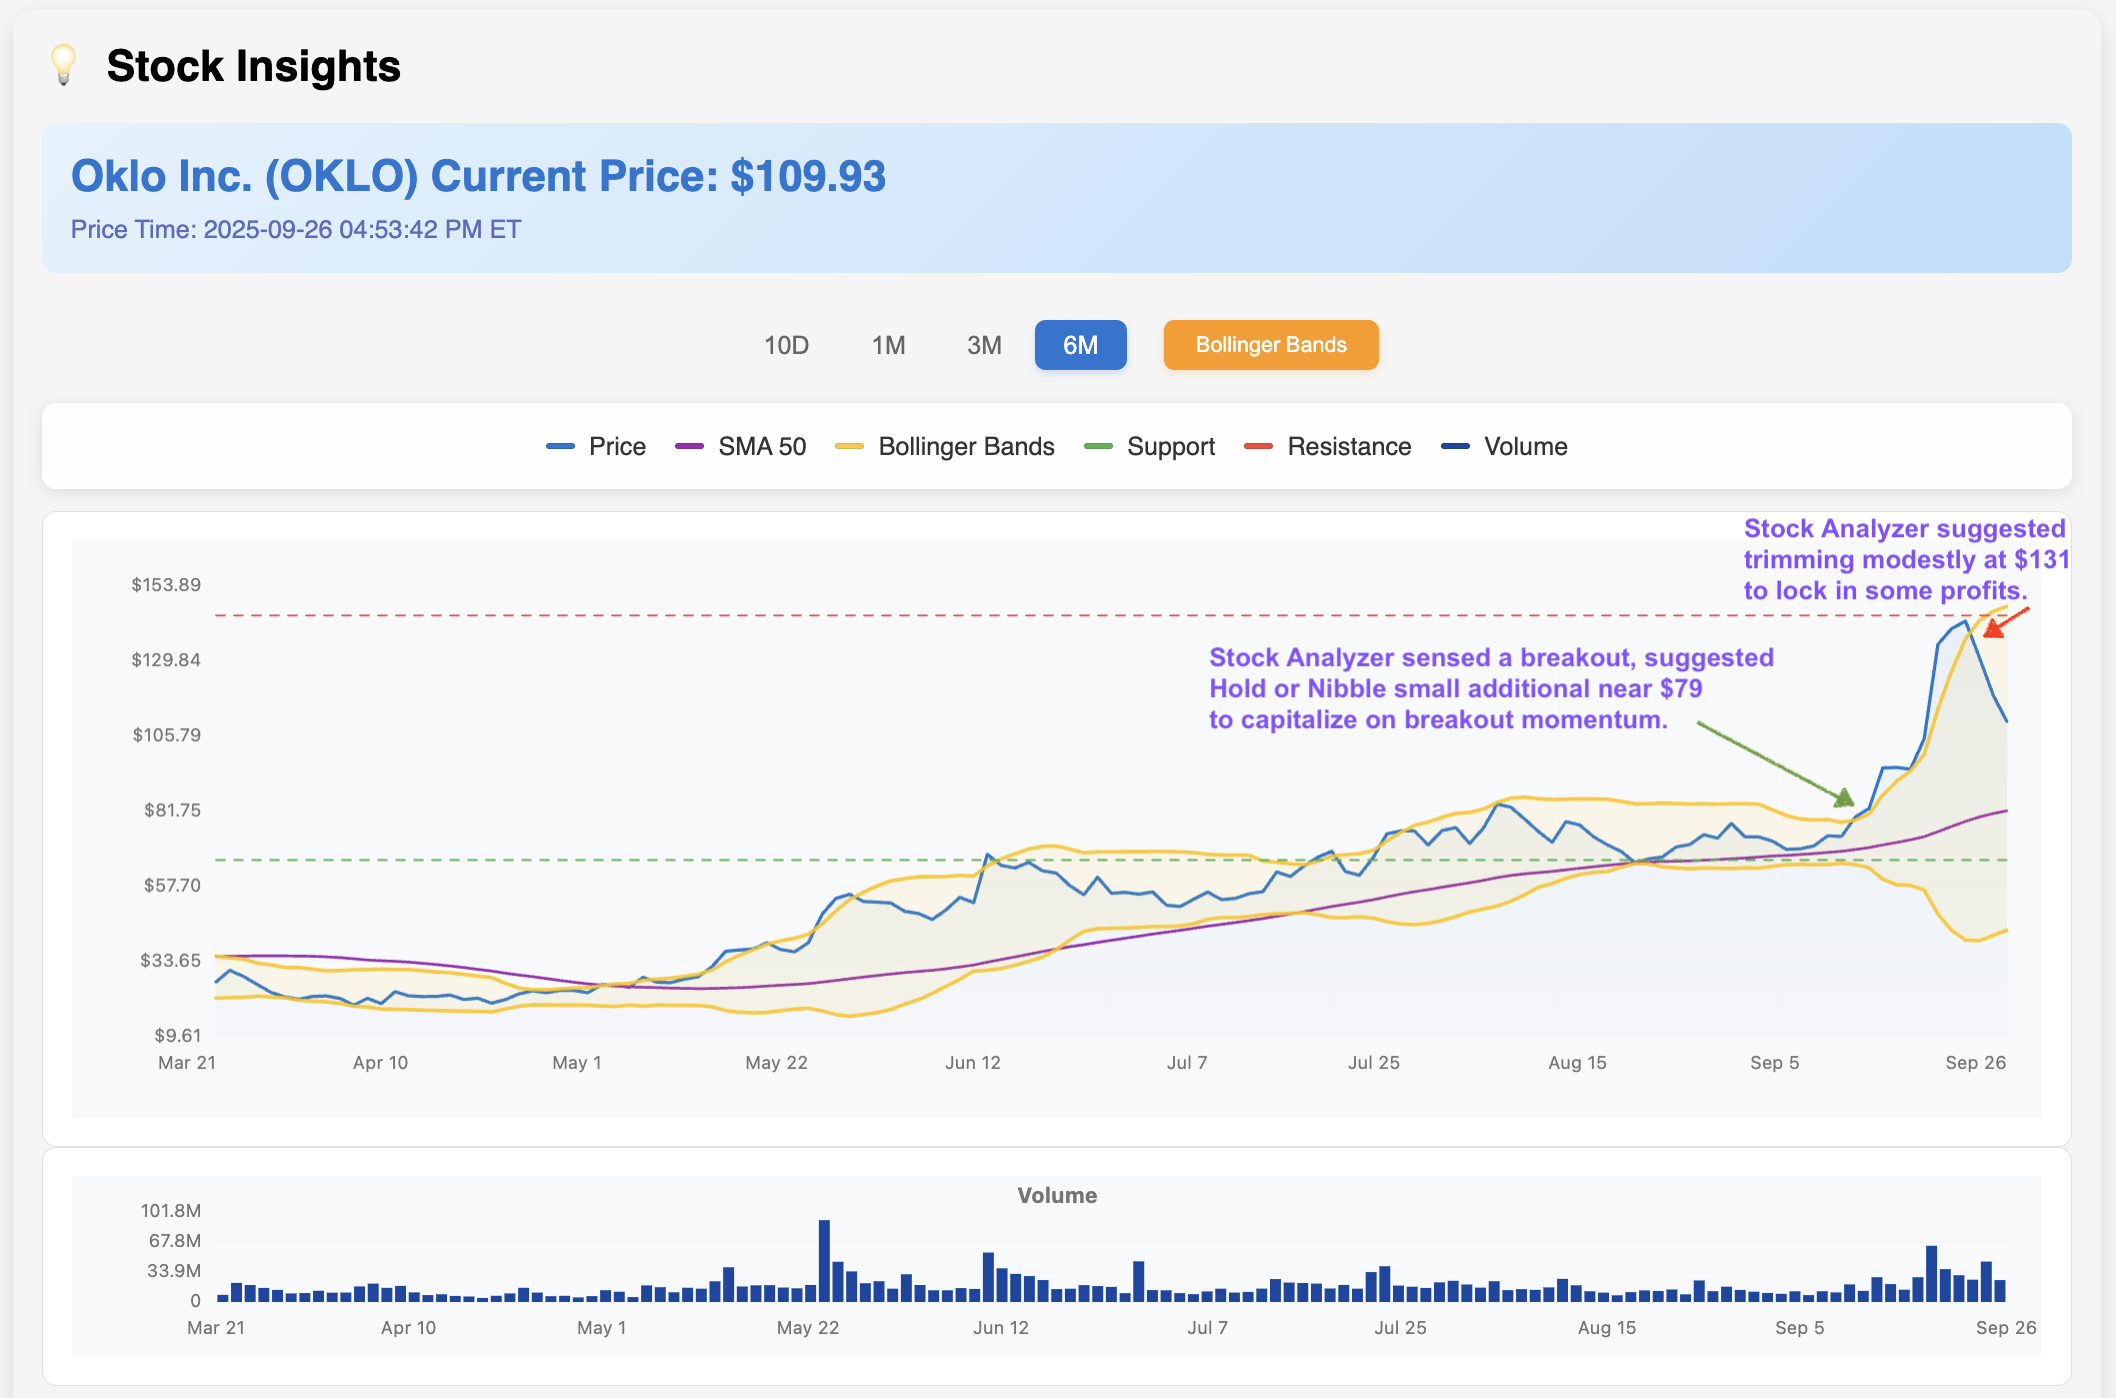 Stock Insights
Oklo Inc. (OKLO) Current Price: $109.93
Price Time: 2025-09-26 04:53:42 PM ET
10D 1M 3M 6M Bollinger Bands
Price SMA 50 Bollinger Bands Support Resistance Volume
Stock Analyzer suggested
trimming modestly at $131
to lock in some profits.
Stock Analyzer sensed a breakout, suggested
Hold or Nibble small additional near $79
to capitalize on breakout momentum.
$153.89
$129.84
$105.79
$81.75
$57.70
$33.65
$9.61
Mar 21 Apr 10 May 1 May 22 Jun 12 Jul 7 Jul 25 Aug 15 Sep 5 Sep 26
Volume
101.8M
67.8M
33.9M
0
Mar 21 Apr 10 May 1 May 22 Jun 12 Jul 7 Jul 25 Aug 15 Sep 5 Sep 26